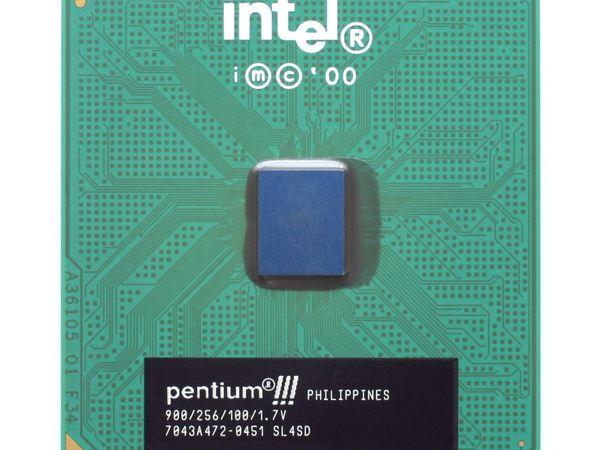 intel®
i ⓜ © '00
A36105 01 F34
pentium®!!! PHILIPPINES
900/256/100/1.7V
7043A472-0451 SL4SD